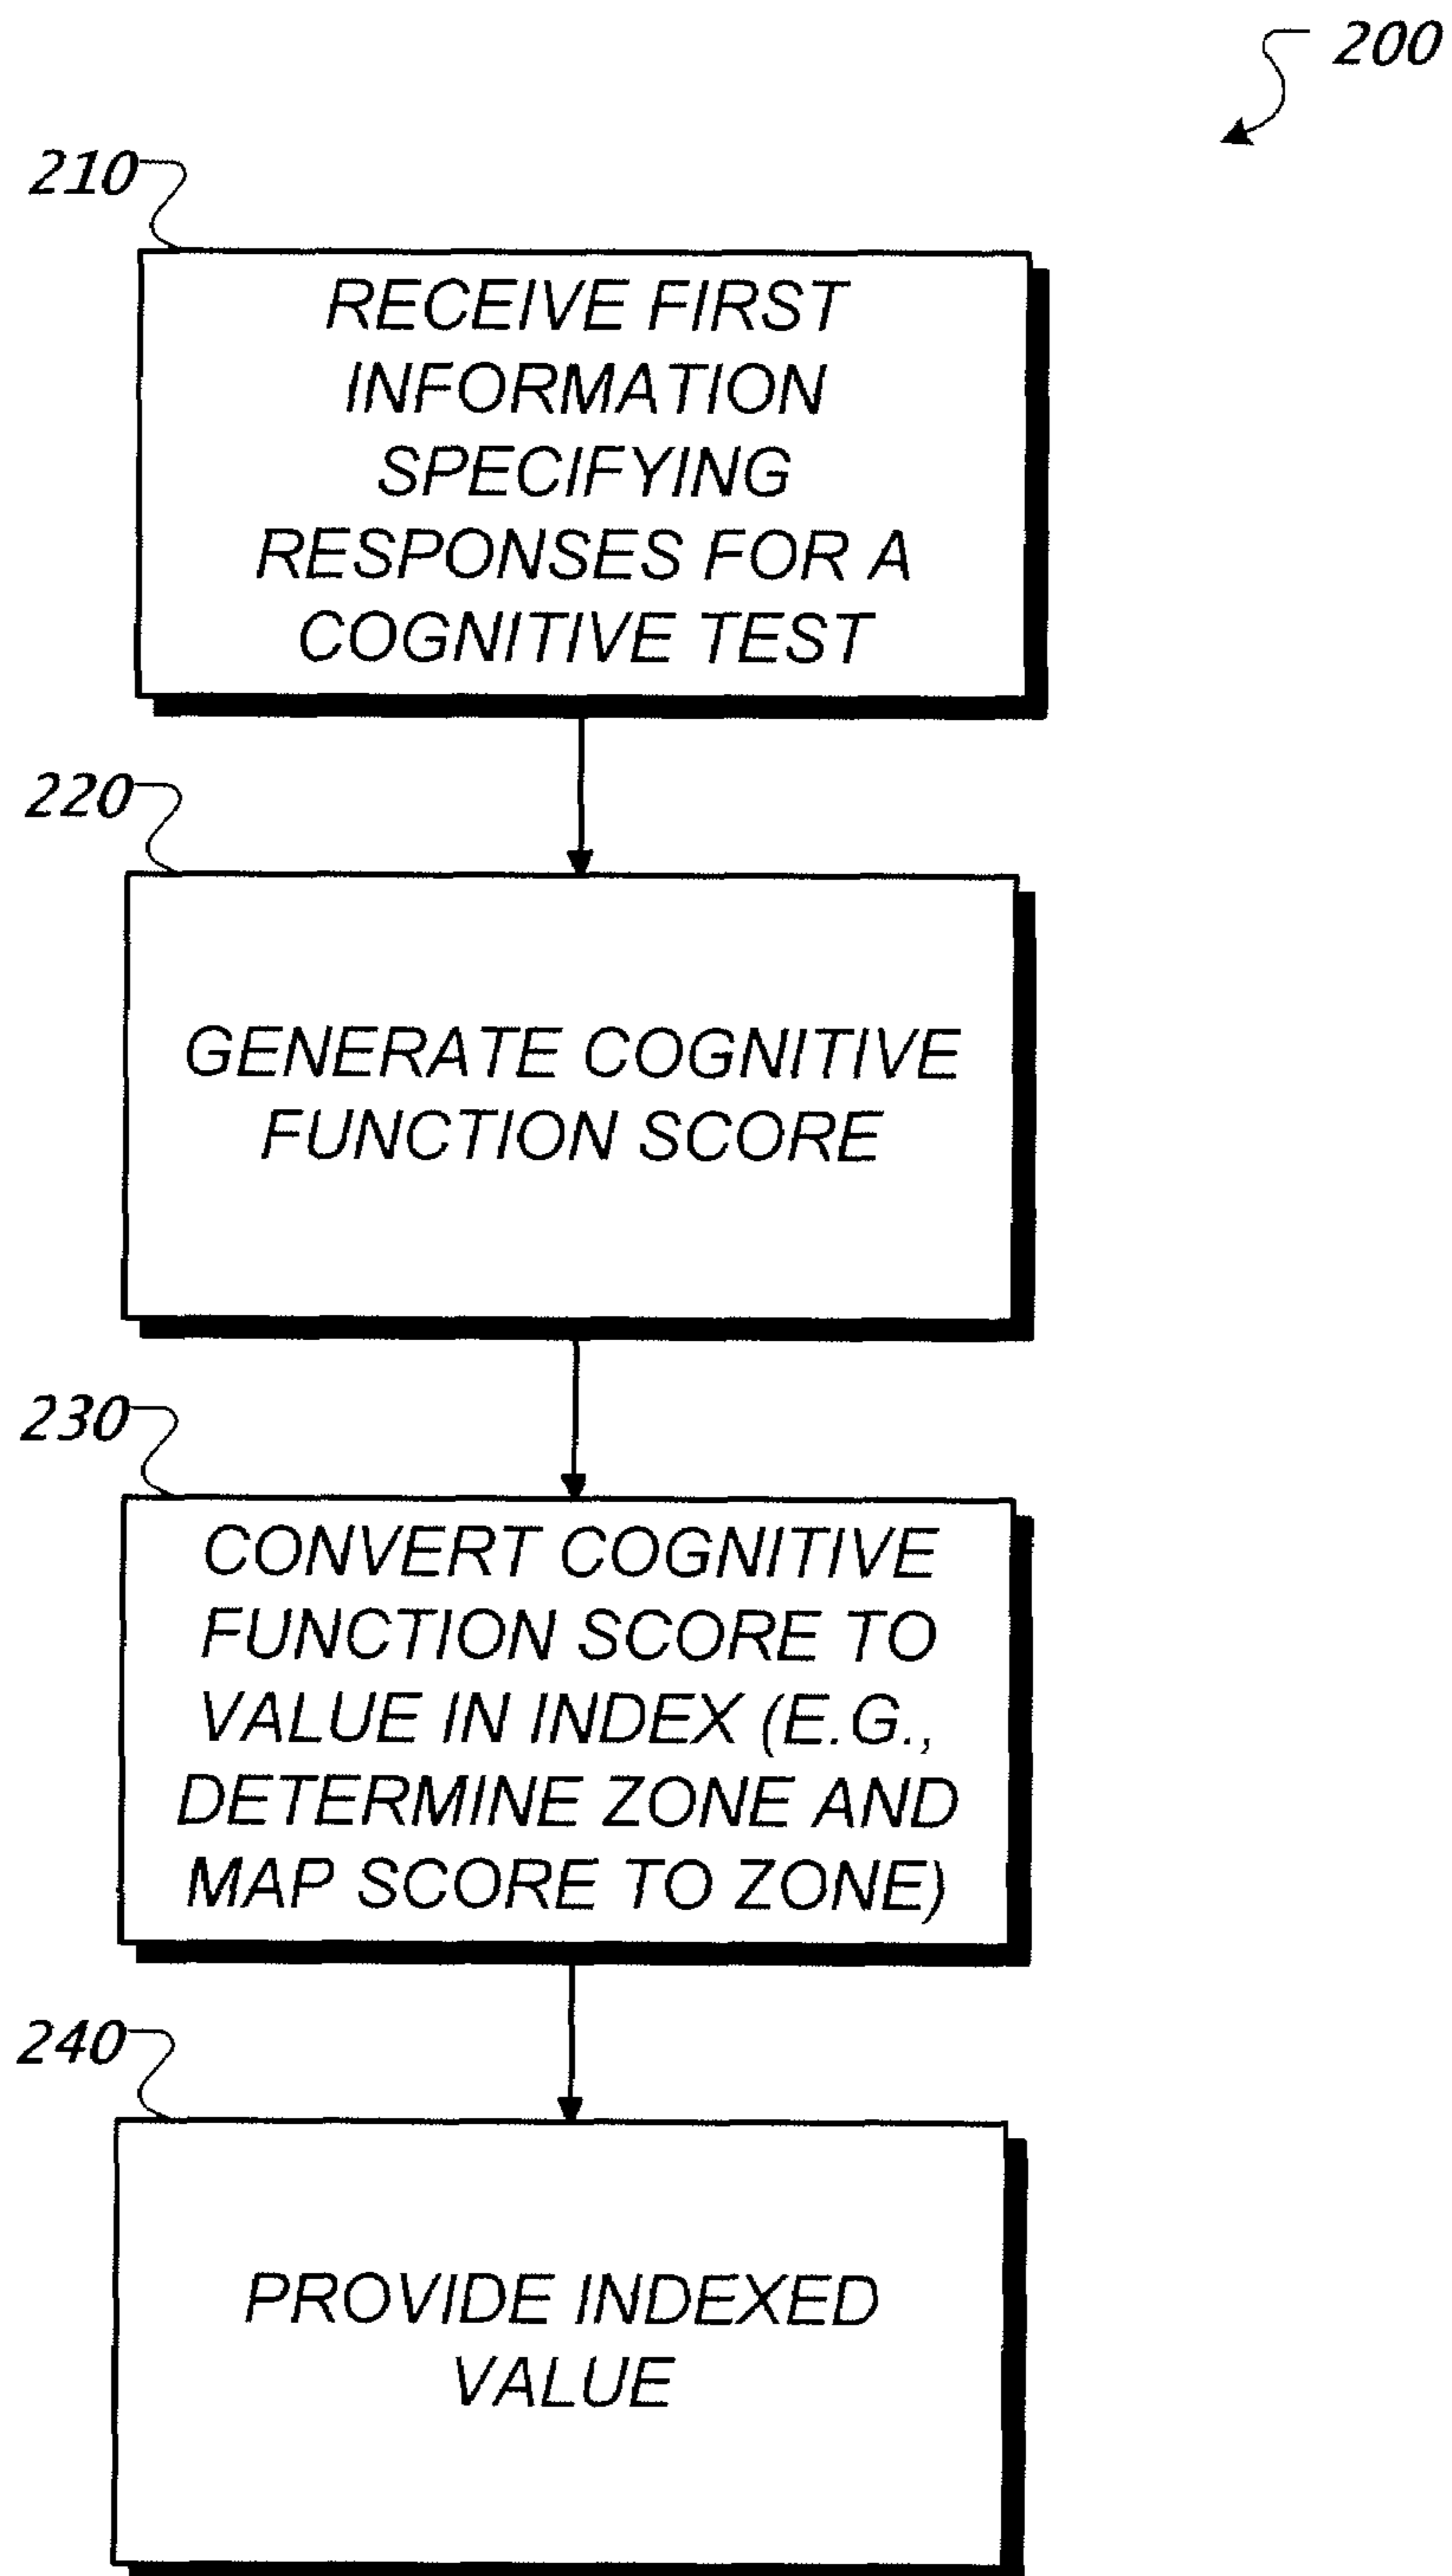 200
210
RECEIVE FIRST
INFORMATION
SPECIFYING
RESPONSES FOR A
COGNITIVE TEST
220
GENERATE COGNITIVE
FUNCTION SCORE
230
CONVERT COGNITIVE
FUNCTION SCORE TO
VALUE IN INDEX (E.G.,
DETERMINE ZONE AND
MAP SCORE TO ZONE)
240
PROVIDE INDEXED
VALUE